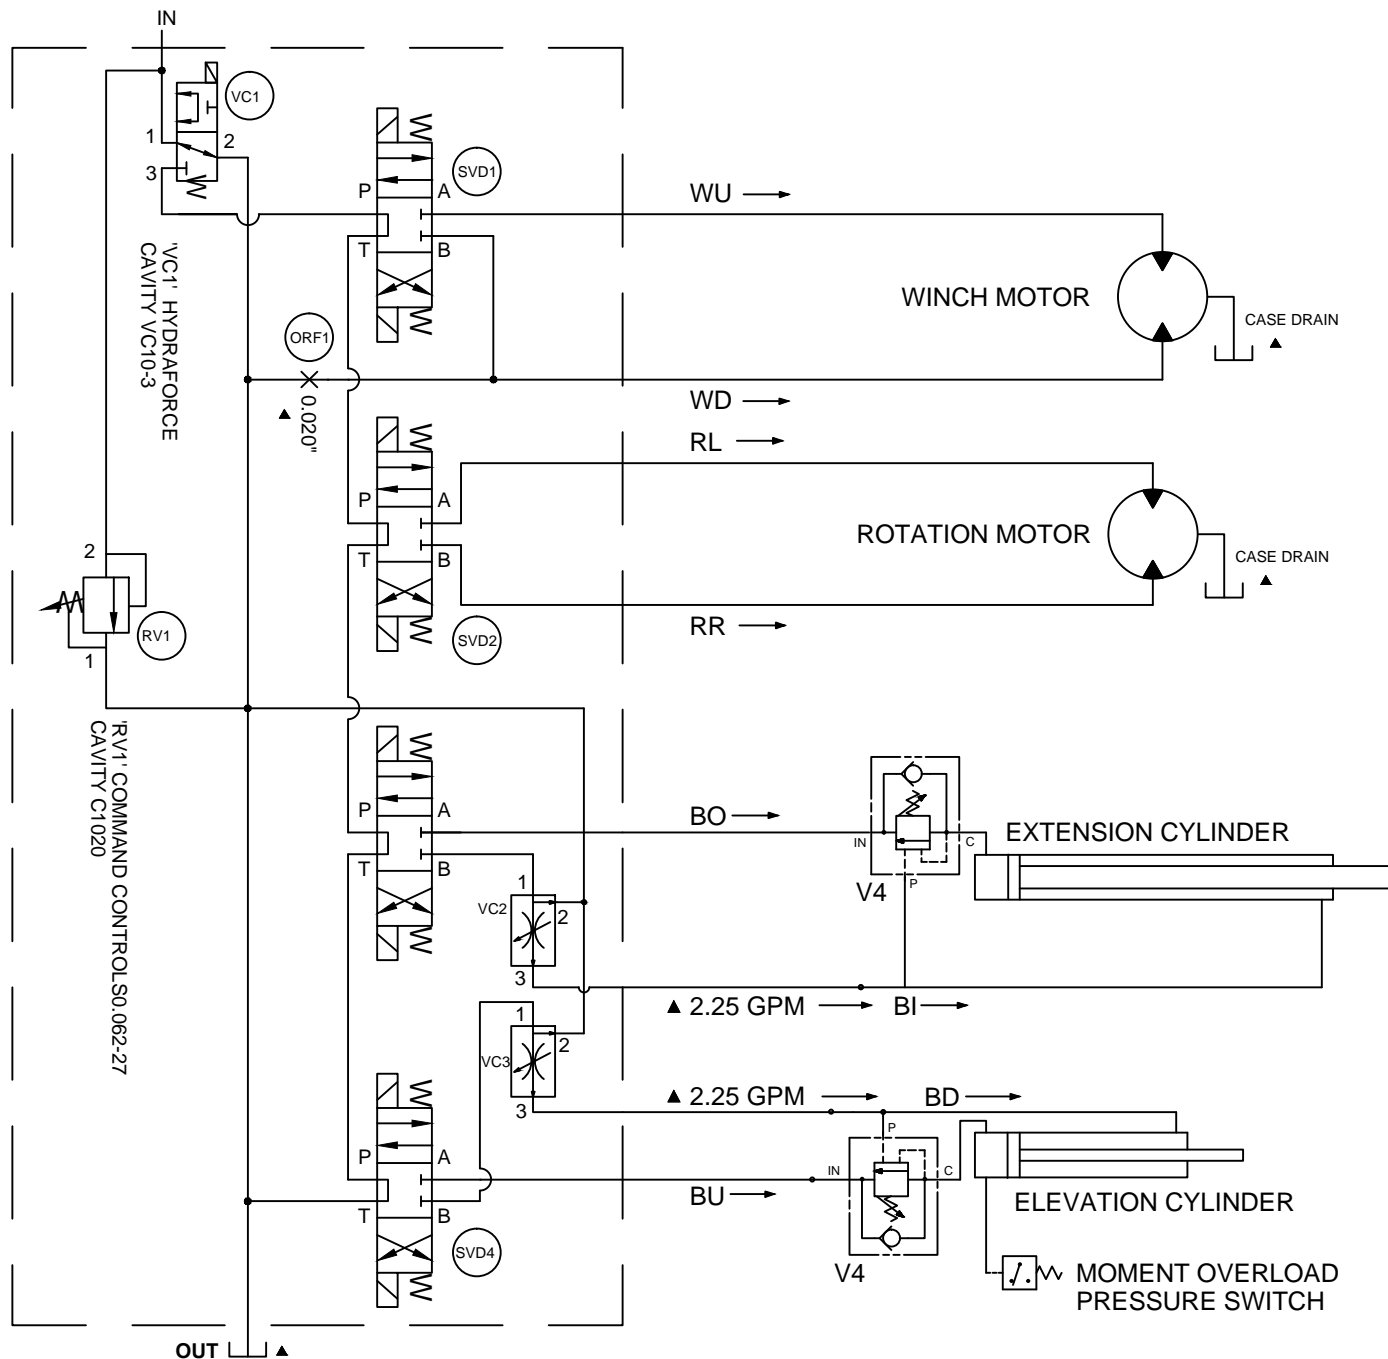 IN
VC1
1
2
3
SVD1
P
A
T
B
WU
WINCH MOTOR
CASE DRAIN
'VC1' HYDRAFORCE
CAVITY VC10-3
ORF1
0.020"
WD
RL
P
A
T
B
ROTATION MOTOR
CASE DRAIN
RR
SVD2
2
RV1
1
'RV1' COMMAND CONTROLS0.062-27
CAVITY C1020
P
A
T
B
BO
IN
C
P
V4
EXTENSION CYLINDER
1
VC2
2
3
2.25 GPM
BI
1
VC3
2
3
2.25 GPM
BD
P
A
T
B
BU
P
IN
C
V4
ELEVATION CYLINDER
SVD4
MOMENT OVERLOAD
PRESSURE SWITCH
OUT